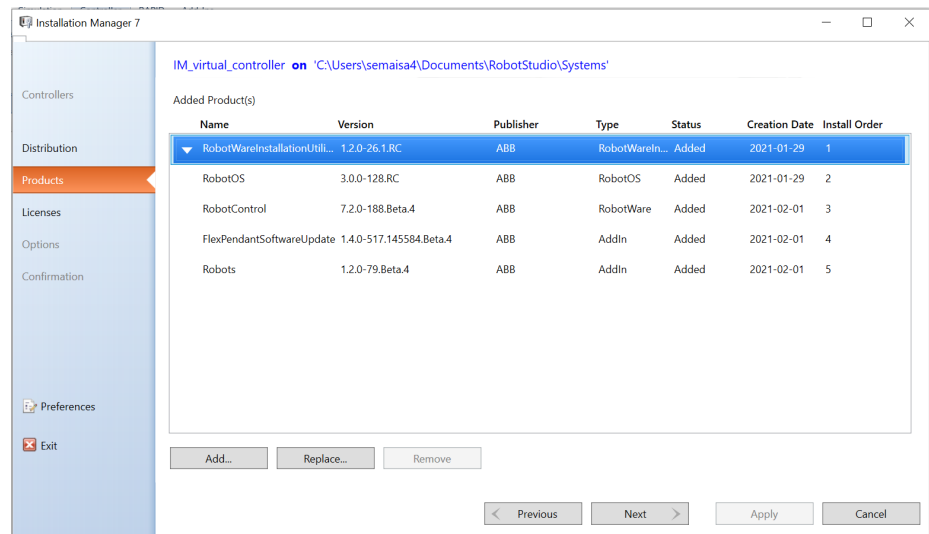 Installation Manager 7
IM_virtual_controller on 'C:\Users\semaisa4\Documents\RobotStudio\Systems'
Controllers
Distribution
Products
Licenses
Options
Confirmation
Preferences
Exit
Added Product(s)
Name Version Publisher Type Status Creation Date Install Order
RobotWareInstallationUtili... 1.2.0-26.1.RC ABB RobotWareIn... Added 2021-01-29 1
RobotOS 3.0.0-128.RC ABB RobotOS Added 2021-01-29 2
RobotControl 7.2.0-188.Beta.4 ABB RobotWare Added 2021-02-01 3
FlexPendantSoftwareUpdate 1.4.0-517.145584.Beta.4 ABB AddIn Added 2021-02-01 4
Robots 1.2.0-79.Beta.4 ABB AddIn Added 2021-02-01 5
Add... Replace... Remove
Previous Next Apply Cancel